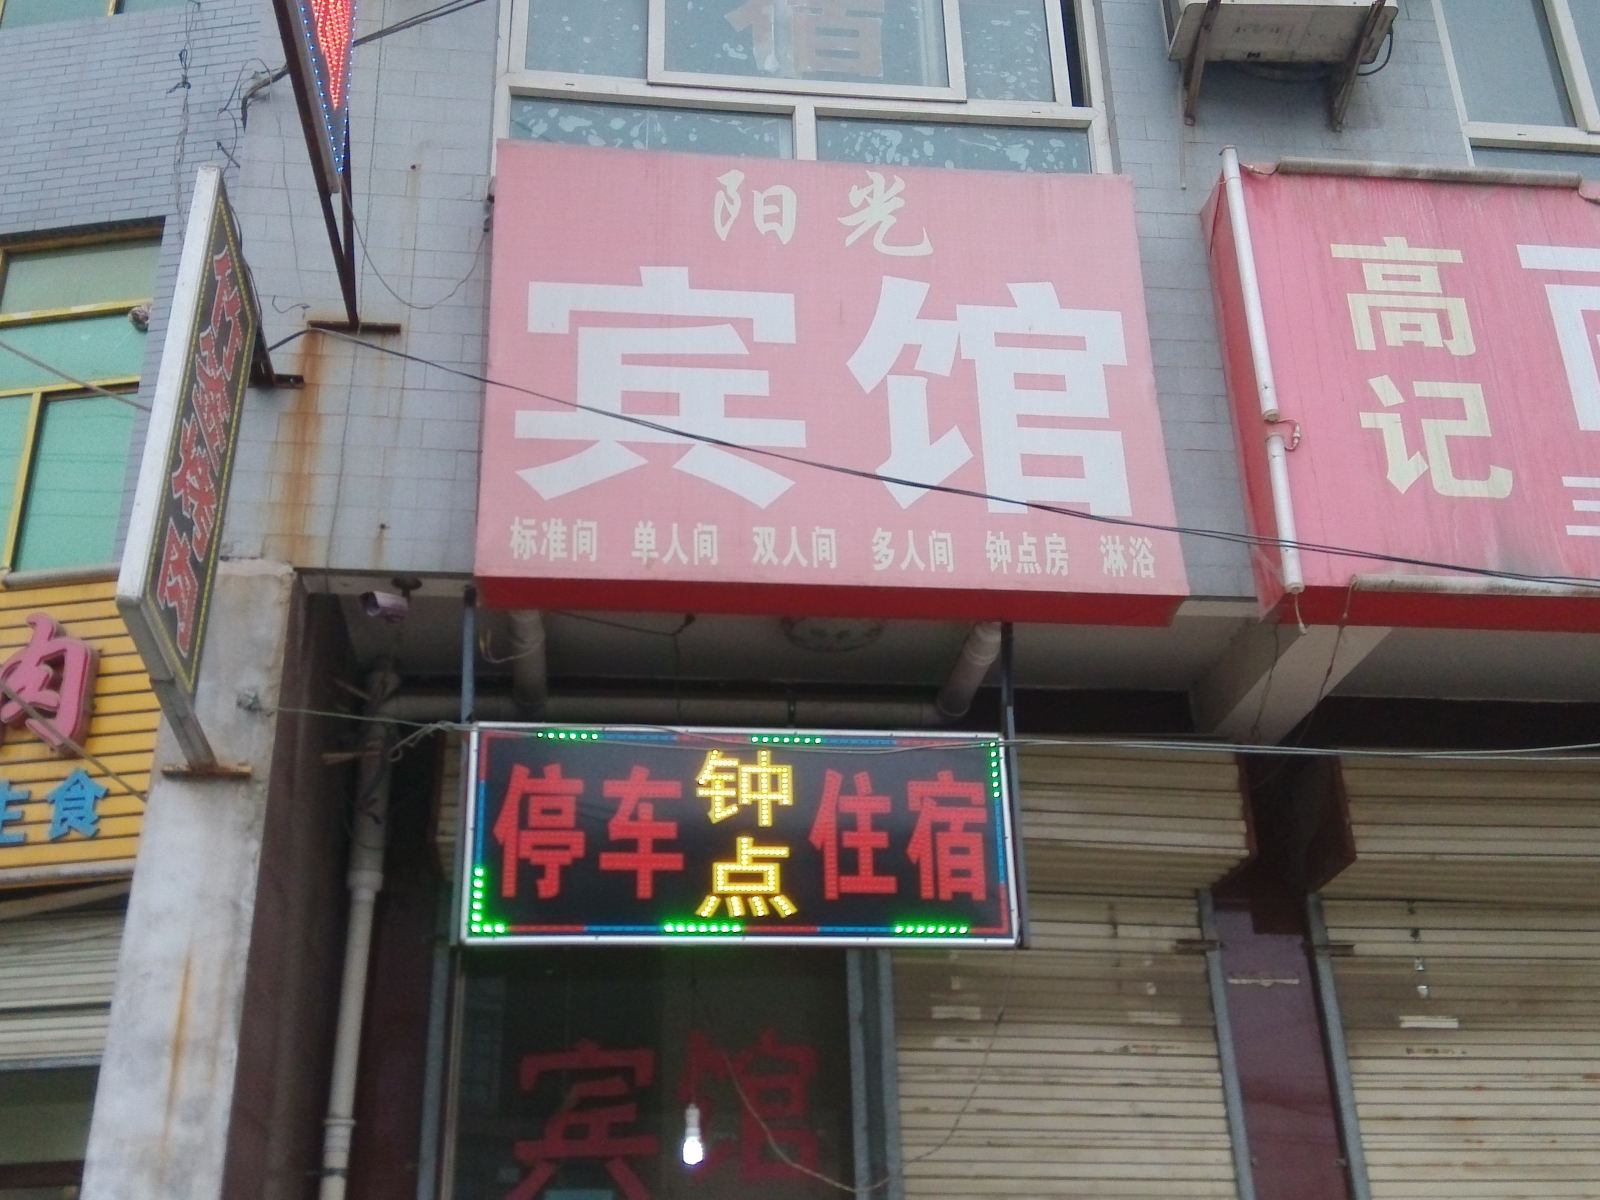 宿
阳光
宾馆
标准间 单人间 双人间 多人间 钟点房 淋浴
高记
停车 钟点 住宿
宾馆
肉
主食